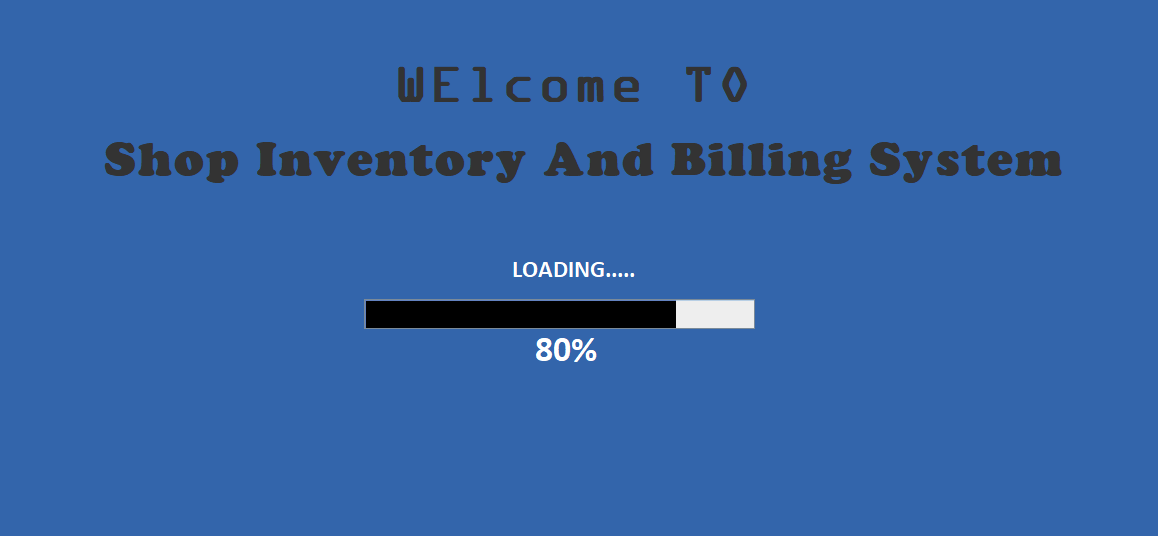 WElcome TO
Shop Inventory And Billing System
LOADING.....
80%